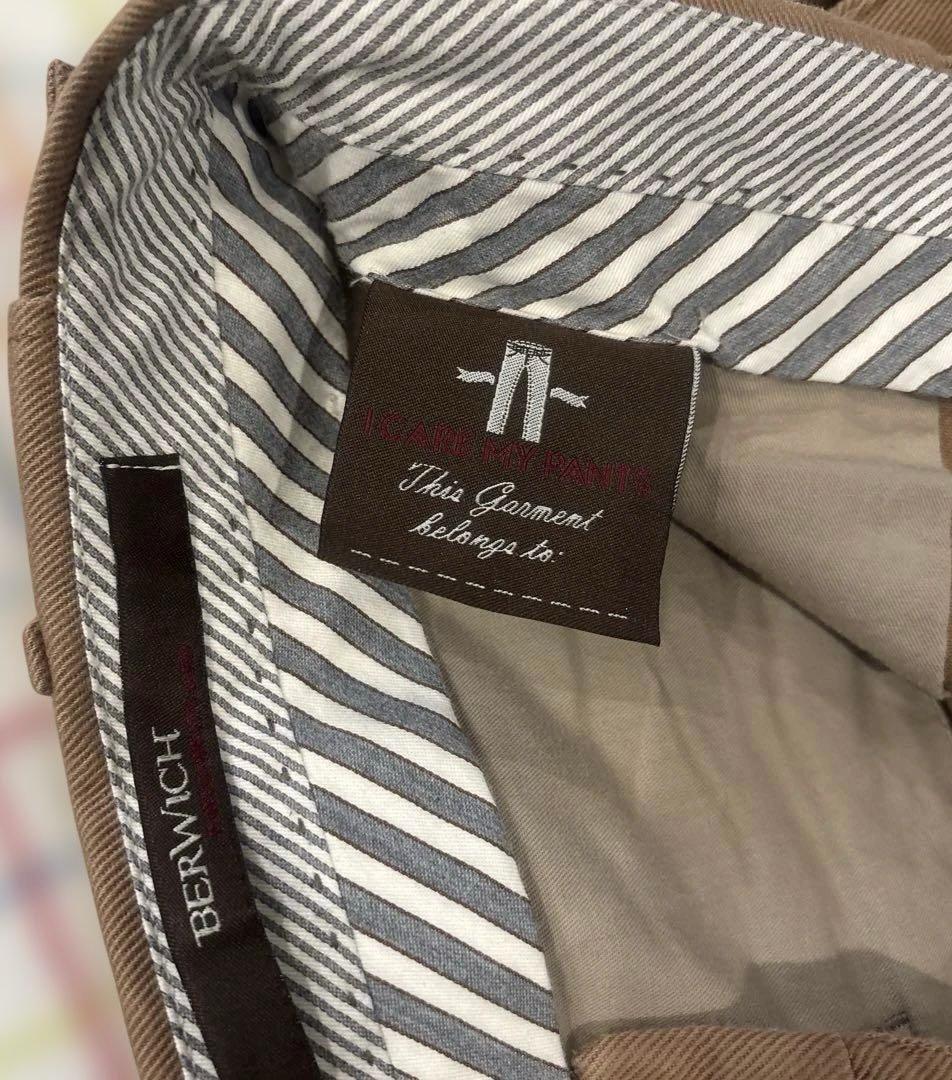 I CARE MY PANTS
This Garment
belongs to:
BERWICH